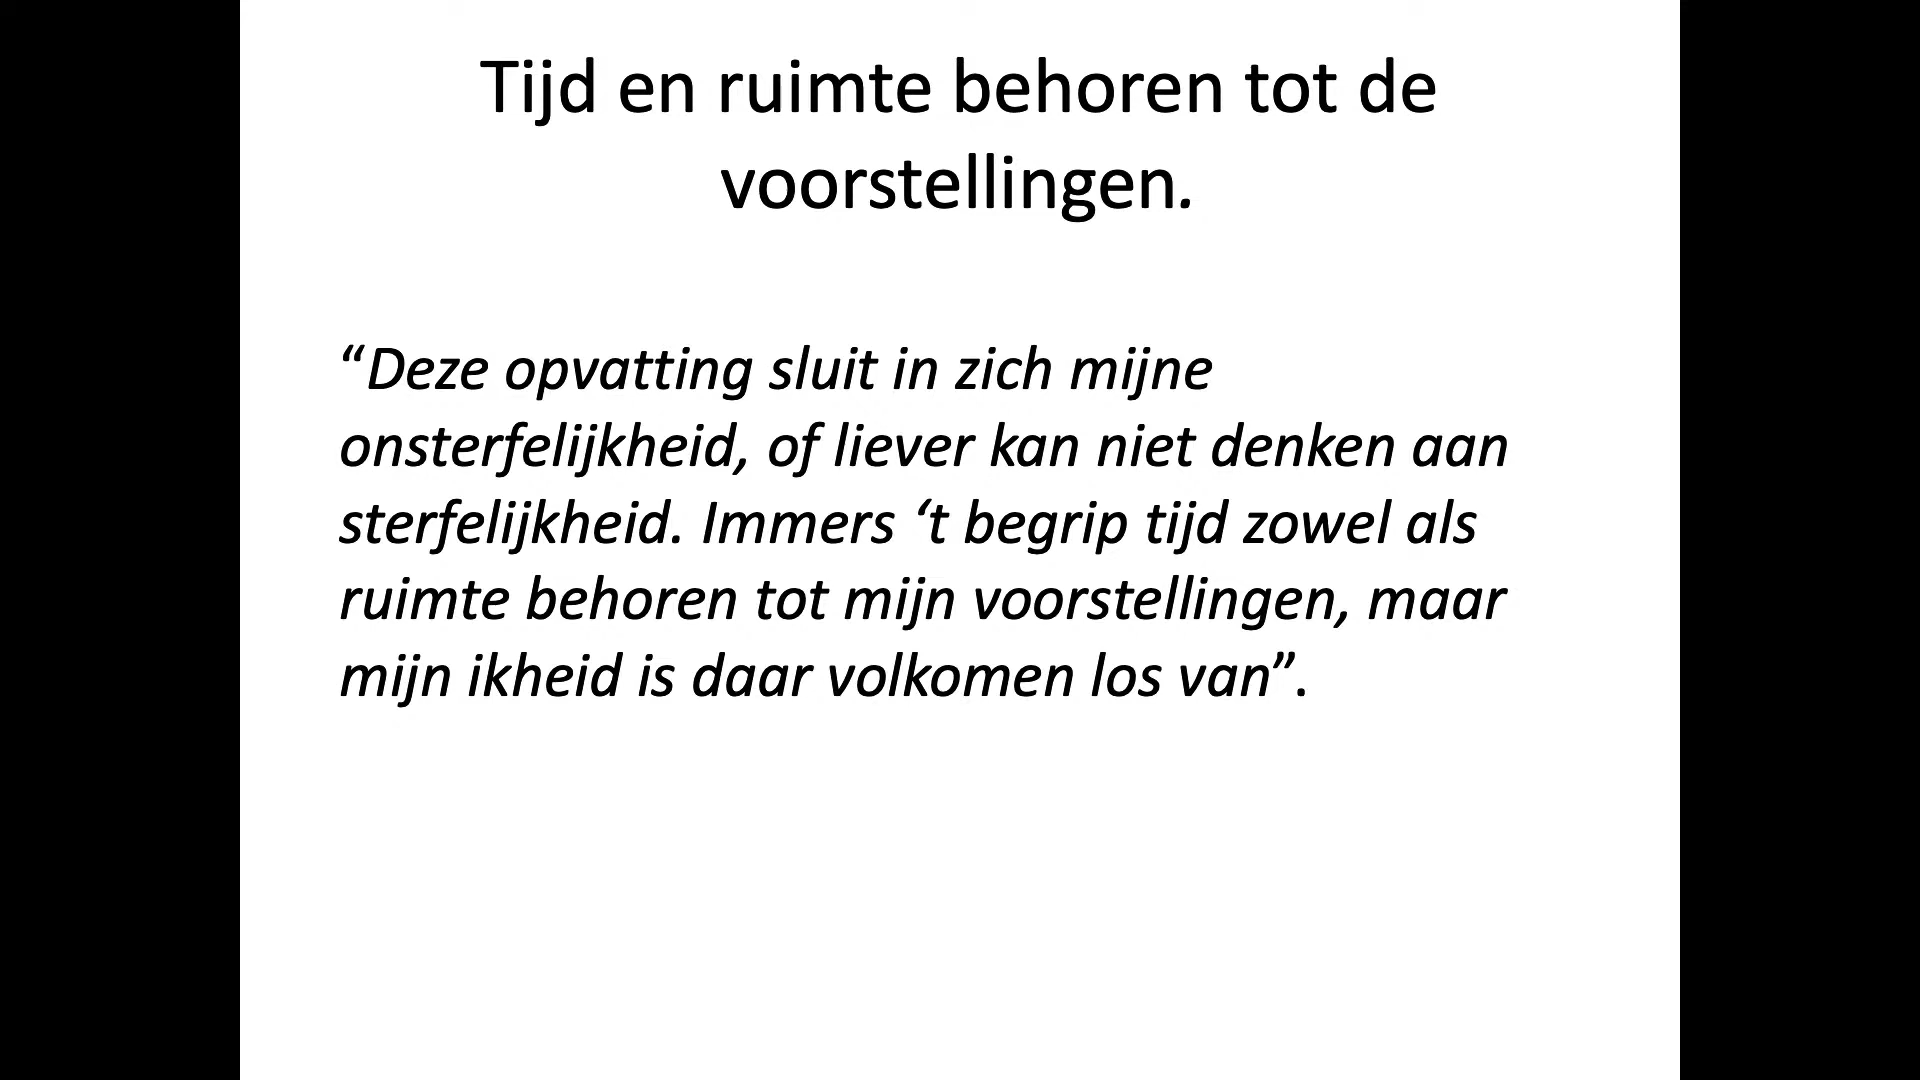 Tijd en ruimte behoren tot de
voorstellingen.
“Deze opvatting sluit in zich mijne
onsterfelijkheid, of liever kan niet denken aan
sterfelijkheid. Immers ‘t begrip tijd zowel als
ruimte behoren tot mijn voorstellingen, maar
mijn ikheid is daar volkomen los van”.